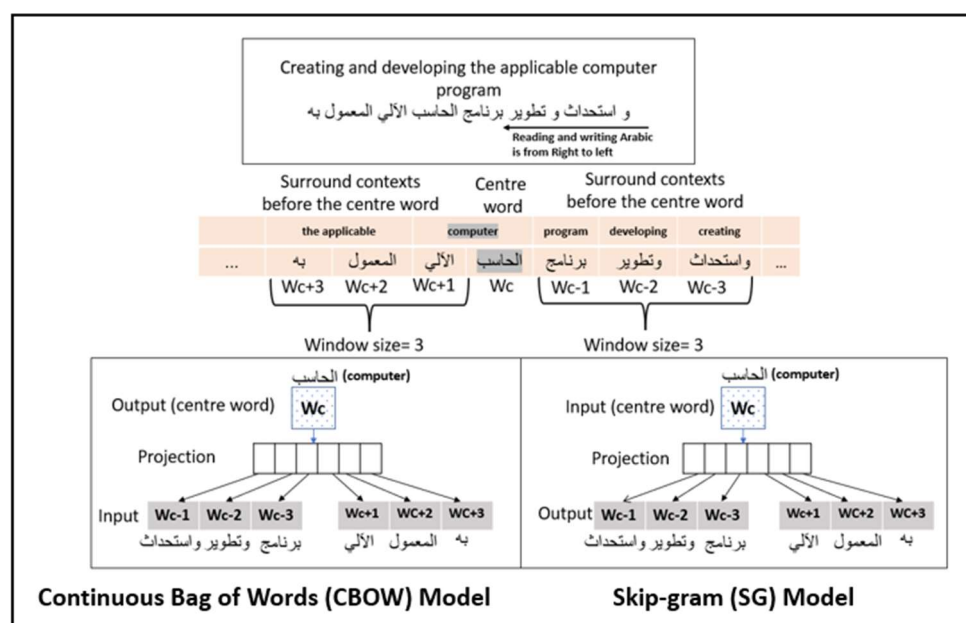 Creating and developing the applicable computer
program
و استحداث و تطوير برنامج الحاسب الآلي المعمول به
Reading and writing Arabic
is from Right to left
Surround contexts
before the centre word
Centre
word
Surround contexts
before the centre word
the applicable computer program developing creating
... واستحداث وتطوير برنامج الحاسب الآلي المعمول به ...
Wc+3 Wc+2 Wc+1 Wc Wc-1 Wc-2 Wc-3
Window size= 3
Window size= 3
الحاسب (computer)
Output (centre word)
Wc
Projection
Input Wc-1 Wc-2 Wc-3 Wc+1 WC+2 WC+3
واستحداث وتطوير برنامج الآلي المعمول به
الحاسب (computer)
Input (centre word)
Wc
Projection
Output Wc-1 Wc-2 Wc-3 Wc+1 WC+2 WC+3
واستحداث وتطوير برنامج الآلي المعمول به
Continuous Bag of Words (CBOW) Model
Skip-gram (SG) Model